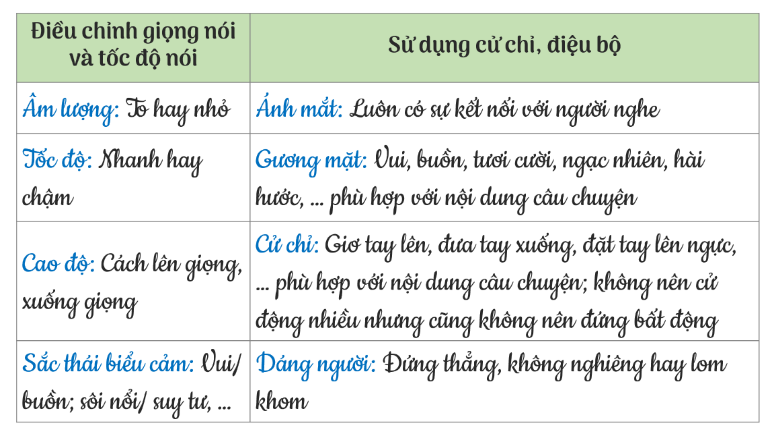 Điều chỉnh giọng nói
và tốc độ nói
Sử dụng cử chỉ, điệu bộ
Âm lượng: To hay nhỏ
Ánh mắt: Luôn có sự kết nối với người nghe
Tốc độ: Nhanh hay
chậm
Gương mặt: Vui, buồn, tươi cười, ngạc nhiên, hài
hước, ... phù hợp với nội dung câu chuyện
Cao độ: Cách lên giọng,
xuống giọng
Cử chỉ: Giơ tay lên, đưa tay xuống, đặt tay lên ngực,
... phù hợp với nội dung câu chuyện; không nên cử
động nhiều nhưng cũng không nên đứng bất động
Sắc thái biểu cảm: Vui/
buồn; sôi nổi/ suy tư, ...
Dáng người: Đứng thẳng, không nghiêng hay lom
khom